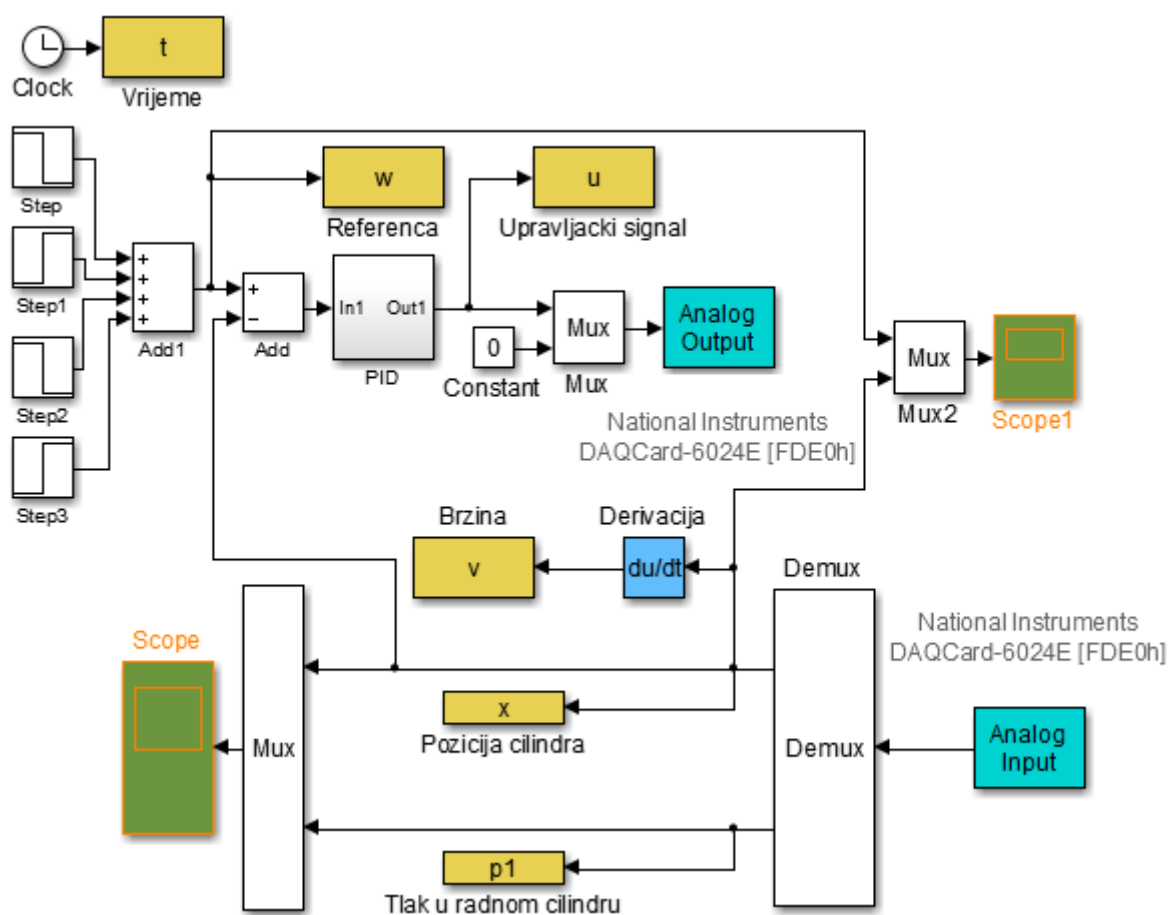 t
Clock
Vrijeme
Step
w
Referenca
u
Upravljacki signal
Step1
+
+
+
+
Add1
+
−
Add
In1 Out1
PID
0
Constant
Mux
Mux
Analog
Output
National Instruments
DAQCard-6024E [FDE0h]
Mux
Mux2
Scope1
Step2
Step3
Brzina
v
Derivacija
du/dt
Demux
Demux
National Instruments
DAQCard-6024E [FDE0h]
Analog
Input
Scope
Mux
x
Pozicija cilindra
p1
Tlak u radnom cilindru